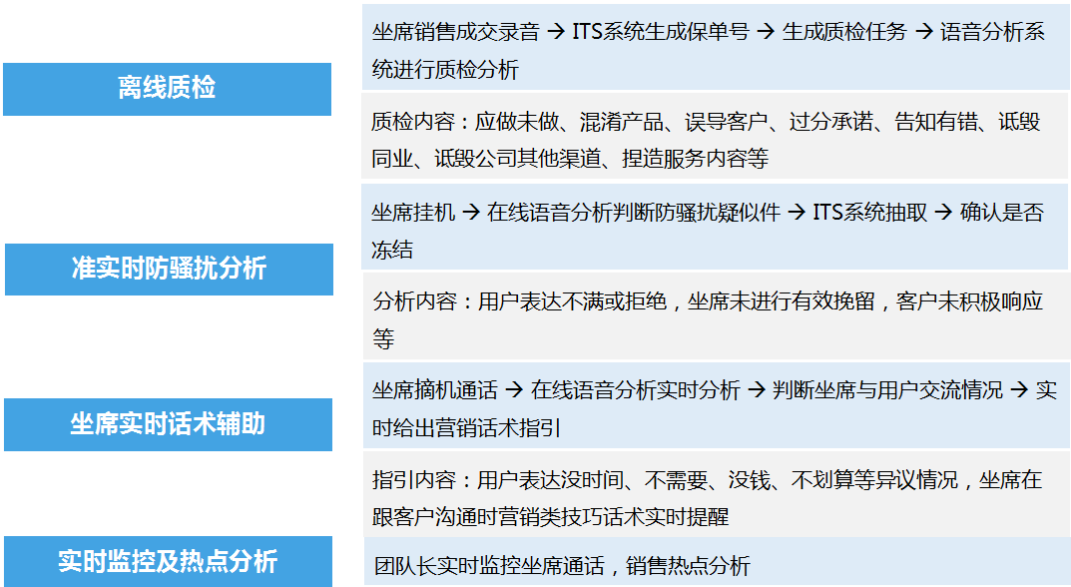 离线质检
坐席销售成交录音 → ITS系统生成保单号 → 生成质检任务 → 语音分析系
统进行质检分析
质检内容：应做未做、混淆产品、误导客户、过分承诺、告知有错、诋毁
同业、诋毁公司其他渠道、捏造服务内容等
准实时防骚扰分析
坐席挂机 → 在线语音分析判断防骚扰疑似件 → ITS系统抽取 → 确认是否
冻结
分析内容：用户表达不满或拒绝，坐席未进行有效挽留，客户未积极响应
等
坐席实时话术辅助
坐席摘机通话 → 在线语音分析实时分析 → 判断坐席与用户交流情况 → 实
时给出营销话术指引
指引内容：用户表达没时间、不需要、没钱、不划算等异议情况，坐席在
跟客户沟通时营销类技巧话术实时提醒
实时监控及热点分析
团队长实时监控坐席通话，销售热点分析